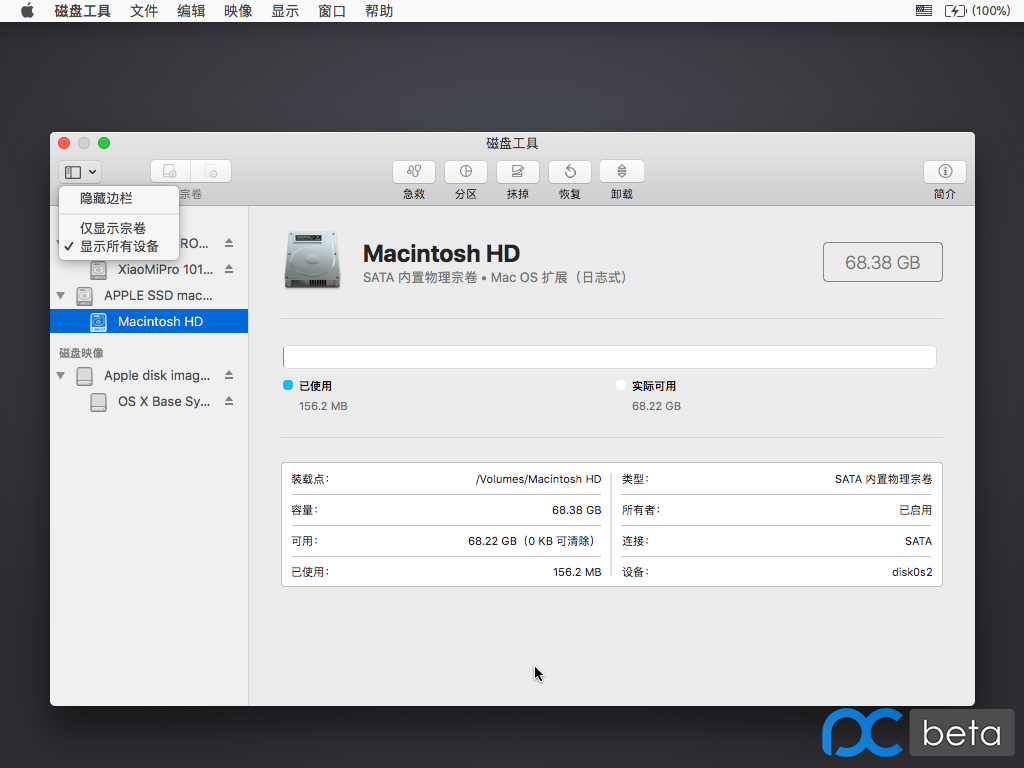 磁盘工具 文件 编辑 映像 显示 窗口 帮助 (100%)
磁盘工具
宗卷 急救 分区 抹掉 恢复 卸载 简介
隐藏边栏
仅显示宗卷
✓ 显示所有设备
RO...
XiaoMiPro 101...
APPLE SSD mac...
Macintosh HD
磁盘映像
Apple disk imag...
OS X Base Sy...
Macintosh HD
SATA 内置物理宗卷 • Mac OS 扩展（日志式）
68.38 GB
已使用
156.2 MB
实际可用
68.22 GB
装载点: /Volumes/Macintosh HD
容量: 68.38 GB
可用: 68.22 GB（0 KB 可清除）
已使用: 156.2 MB
类型: SATA 内置物理宗卷
所有者: 已启用
连接: SATA
设备: disk0s2
pc beta